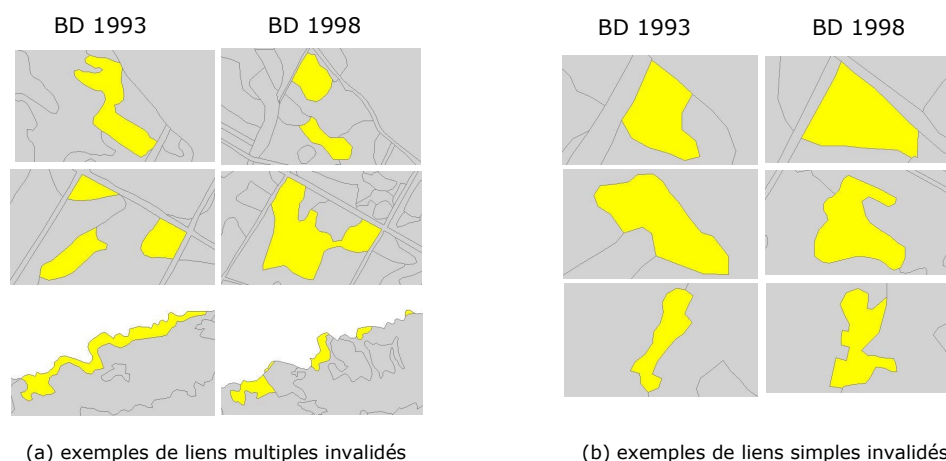 BD 1993 BD 1998 BD 1993 BD 1998
(a) exemples de liens multiples invalidés (b) exemples de liens simples invalidés